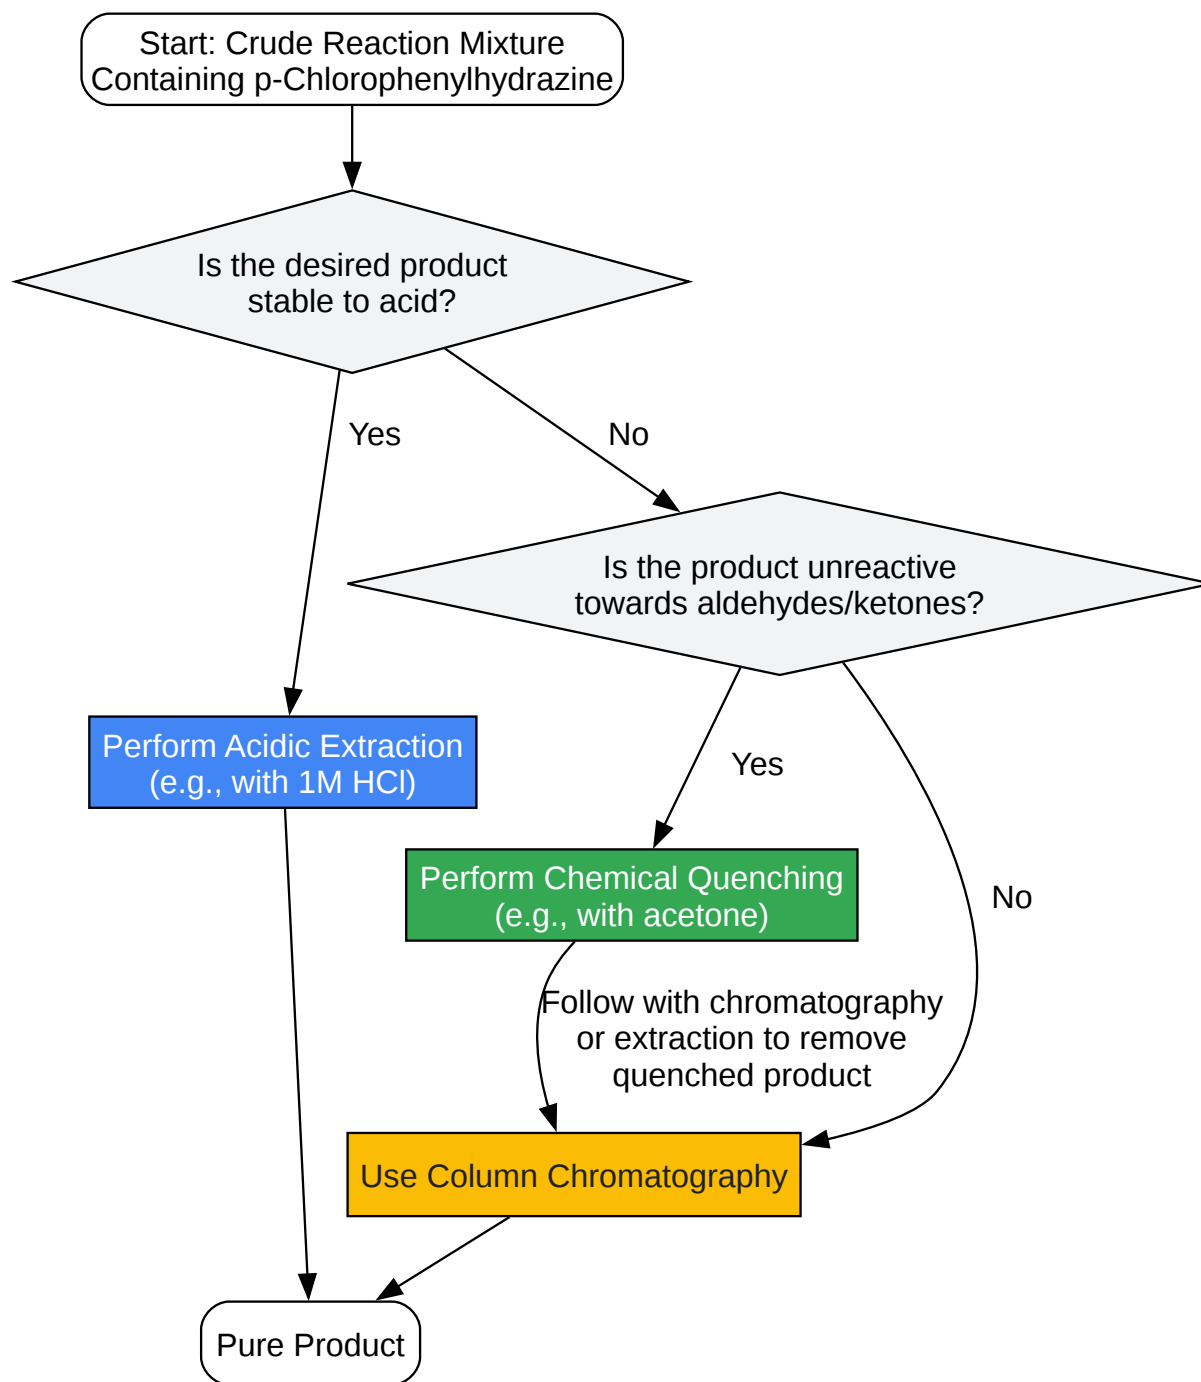 Start: Crude Reaction Mixture
Containing p-Chlorophenylhydrazine
Is the desired product
stable to acid?
Yes
No
Is the product unreactive
towards aldehydes/ketones?
Perform Acidic Extraction
(e.g., with 1M HCl)
Yes
Perform Chemical Quenching
(e.g., with acetone)
No
Follow with chromatography
or extraction to remove
quenched product
Use Column Chromatography
Pure Product